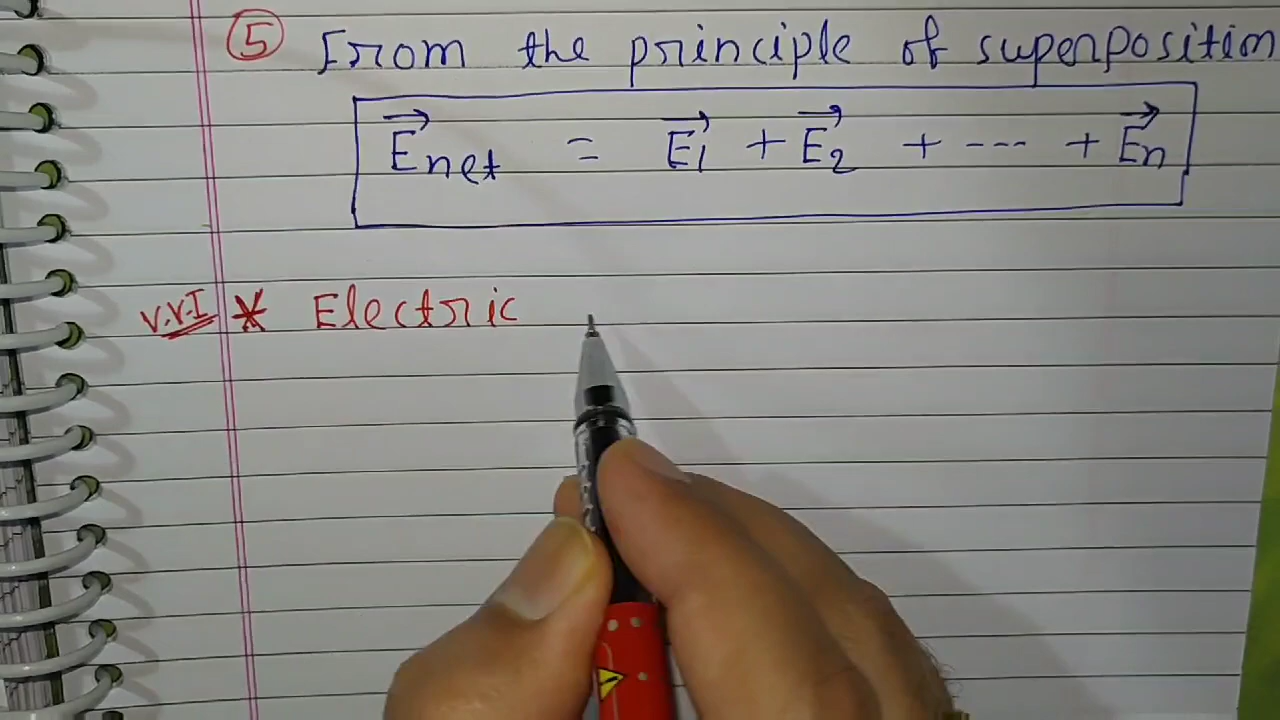 ⑤ From the principle of superposition
E⃗net = E⃗1 + E⃗2 + --- + E⃗n
V.V.I * Electric